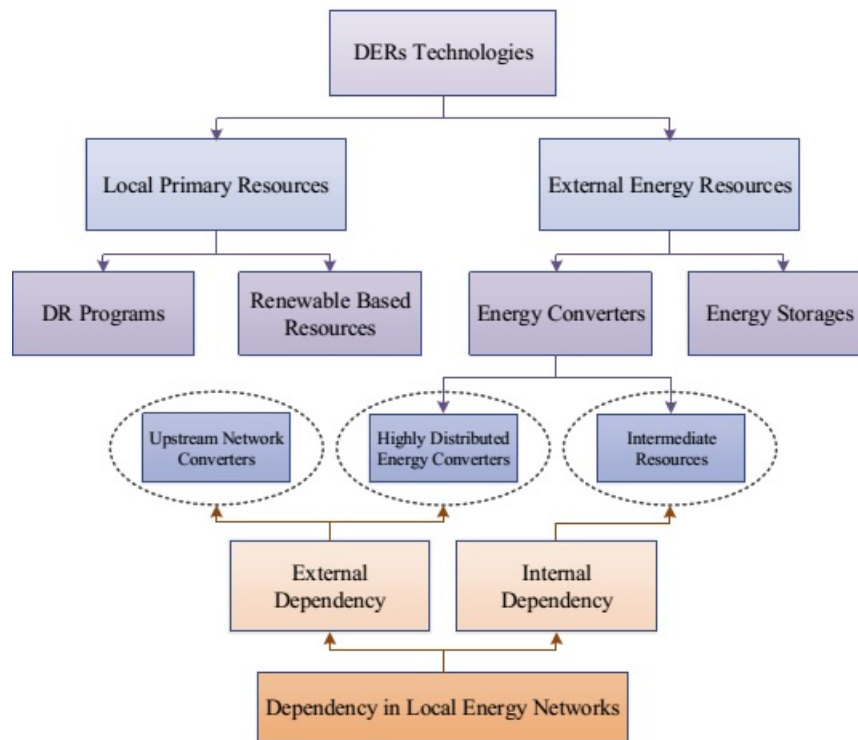 DERs Technologies
Local Primary Resources
External Energy Resources
DR Programs
Renewable Based
Resources
Energy Converters
Energy Storages
Upstream Network
Converters
Highly Distributed
Energy Converters
Intermediate
Resources
External
Dependency
Internal
Dependency
Dependency in Local Energy Networks